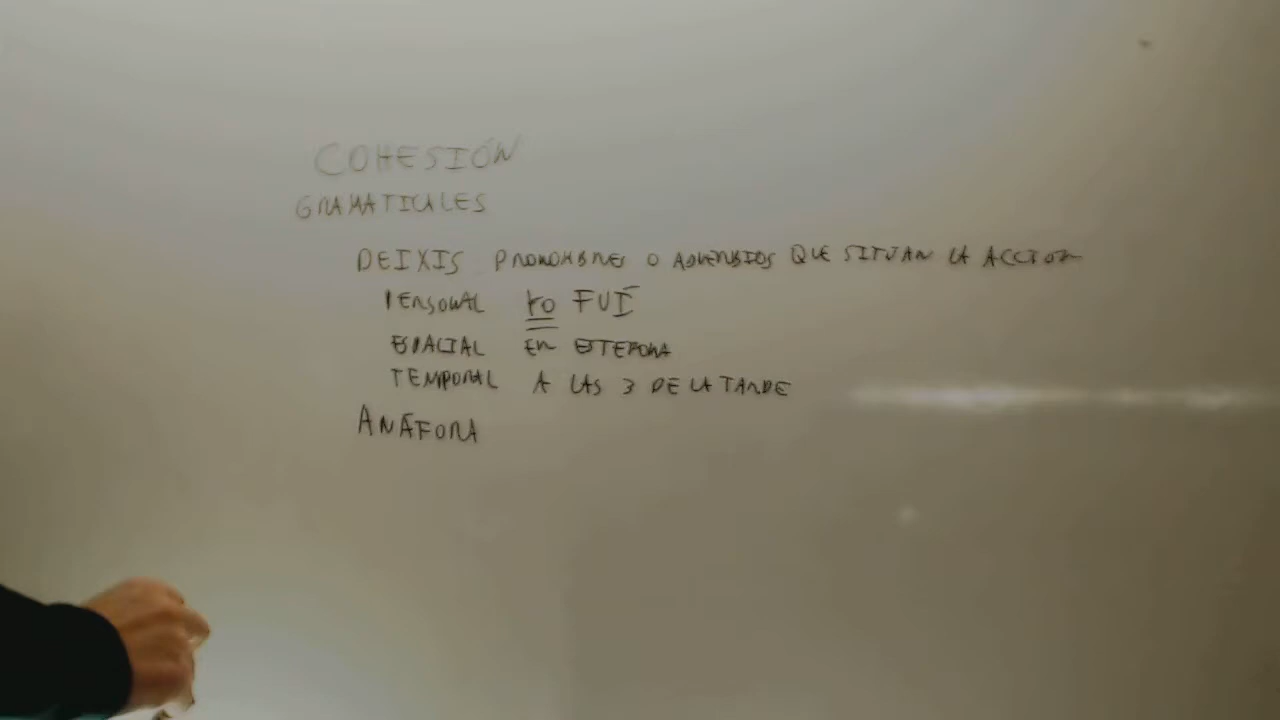 COHESIÓN
GRAMATICALES
DEIXIS PRONOMBRES O ADVERBIOS QUE SITUAN LA ACCION
PERSONAL YO FUÍ
ESPACIAL EN ESTEPONA
TEMPORAL A LAS 3 DE LA TARDE
ANÁFORA